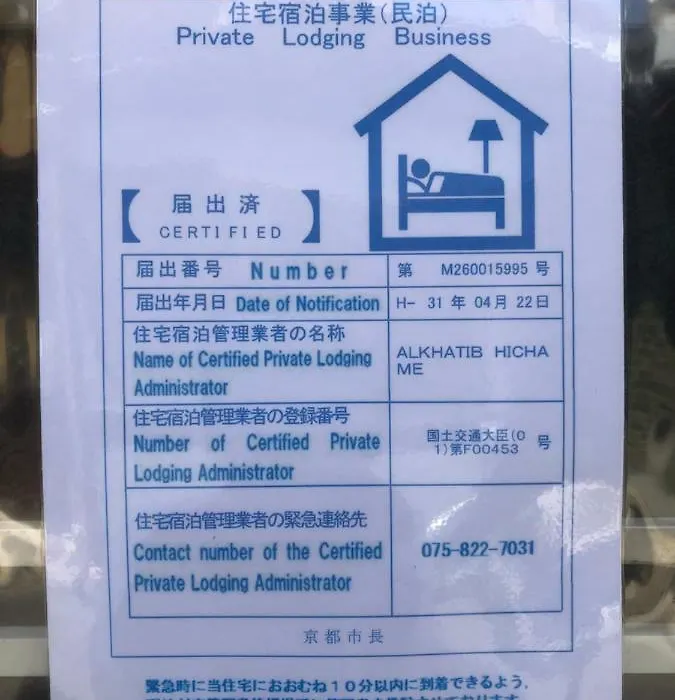 住宅宿泊事業(民泊)
Private Lodging Business
【届出済
CERTIFIED】
届出番号 Number 第 M260015995 号
届出年月日 Date of Notification H- 31 年 04 月 22 日
住宅宿泊管理業者の名称
Name of Certified Private Lodging
Administrator
ALKHATIB HICHA
ME
住宅宿泊管理業者の登録番号
Number of Certified Private
Lodging Administrator
国土交通大臣(0
1)第F00453 号
住宅宿泊管理業者の緊急連絡先
Contact number of the Certified
Private Lodging Administrator
075-822-7031
京都市長
緊急時に当住宅におおむね10分以内に到着できるよう,